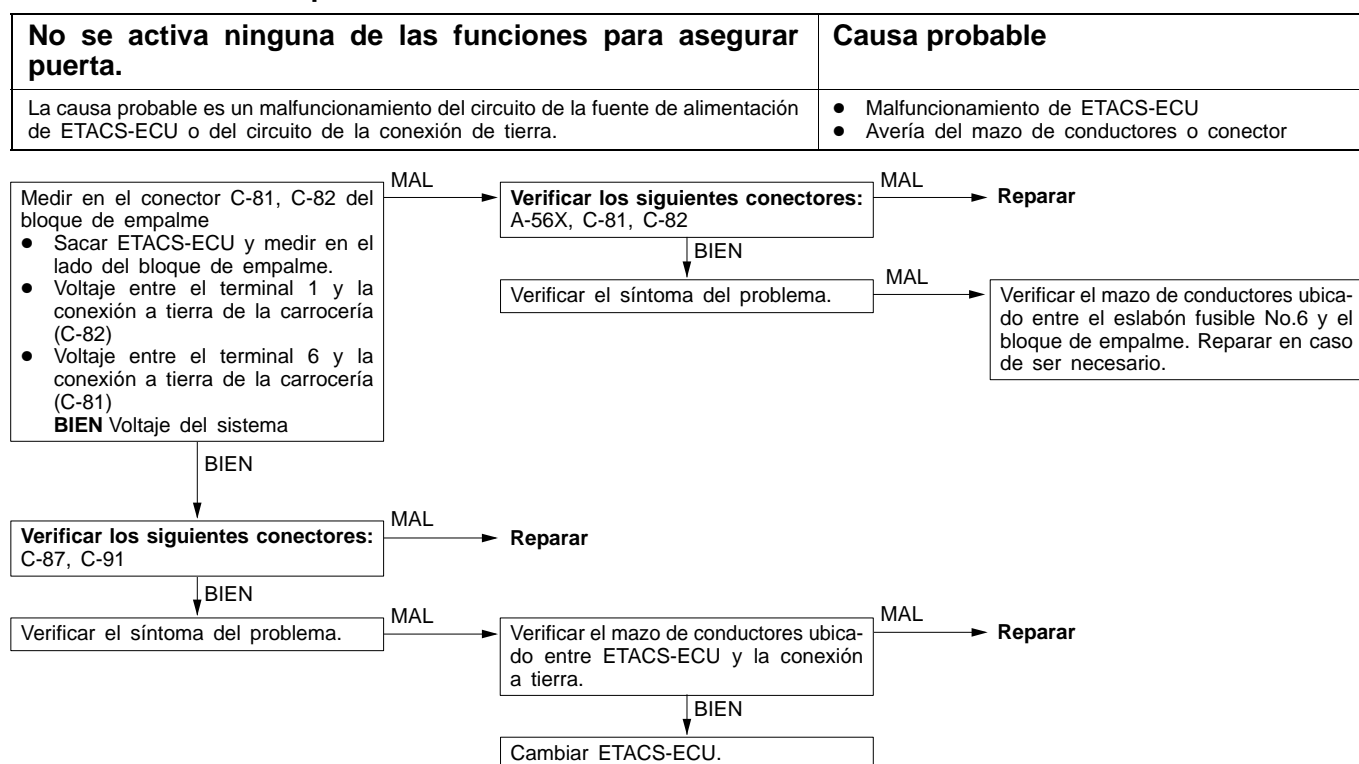 No se activa ninguna de las funciones para asegurar
puerta.
Causa probable
La causa probable es un malfuncionamiento del circuito de la fuente de alimentación
de ETACS-ECU o del circuito de la conexión de tierra.
● Malfuncionamiento de ETACS-ECU
● Avería del mazo de conductores o conector
Medir en el conector C-81, C-82 del
bloque de empalme
● Sacar ETACS-ECU y medir en el
lado del bloque de empalme.
● Voltaje entre el terminal 1 y la
conexión a tierra de la carrocería
(C-82)
● Voltaje entre el terminal 6 y la
conexión a tierra de la carrocería
(C-81)
BIEN Voltaje del sistema
MAL
Verificar los siguientes conectores:
A-56X, C-81, C-82
MAL
Reparar
BIEN
Verificar el síntoma del problema.
MAL
Verificar el mazo de conductores ubica-
do entre el eslabón fusible No.6 y el
bloque de empalme. Reparar en caso
de ser necesario.
BIEN
Verificar los siguientes conectores:
C-87, C-91
MAL
Reparar
BIEN
Verificar el síntoma del problema.
MAL
Verificar el mazo de conductores ubica-
do entre ETACS-ECU y la conexión
a tierra.
MAL
Reparar
BIEN
Cambiar ETACS-ECU.